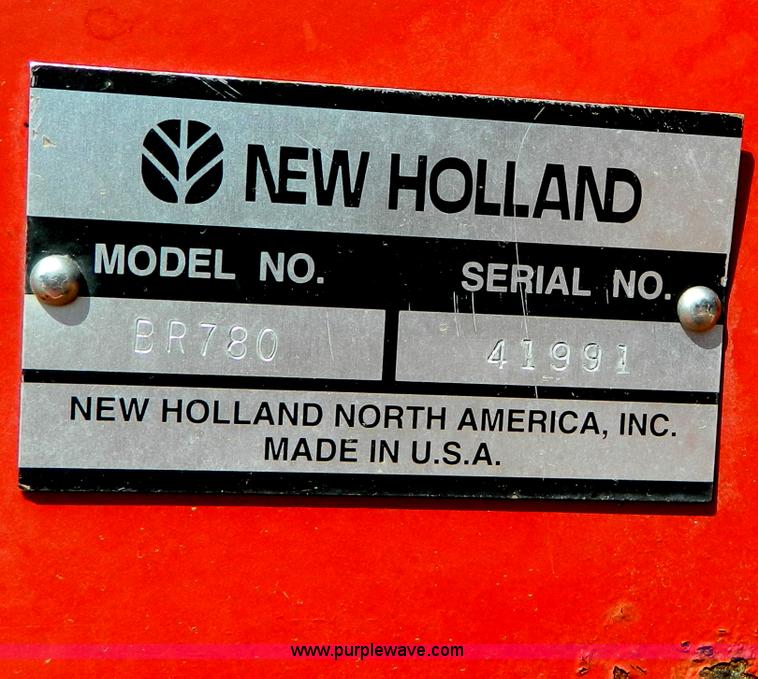 NEW HOLLAND
MODEL NO. SERIAL NO.
BR780 41991
NEW HOLLAND NORTH AMERICA, INC.
MADE IN U.S.A.
www.purplewave.com